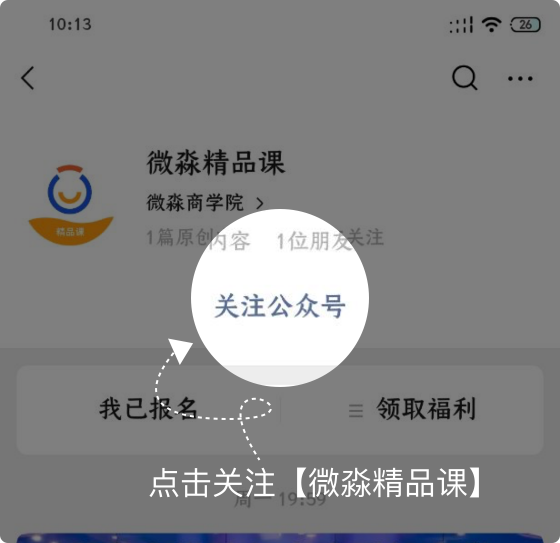 10:13
26
微淼精品课
微淼商学院
精品课
1篇原创内容 1位朋友关注
关注公众号
我已报名
领取福利
点击关注【微淼精品课】
周一 19:59